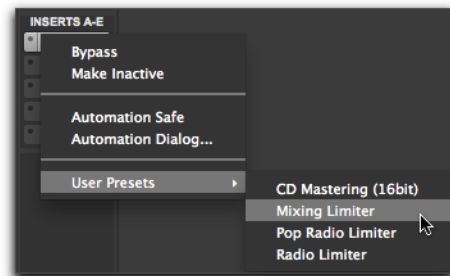 INSERTS A-E
Bypass
Make Inactive
Automation Safe
Automation Dialog...
User Presets
CD Mastering (16bit)
Mixing Limiter
Pop Radio Limiter
Radio Limiter